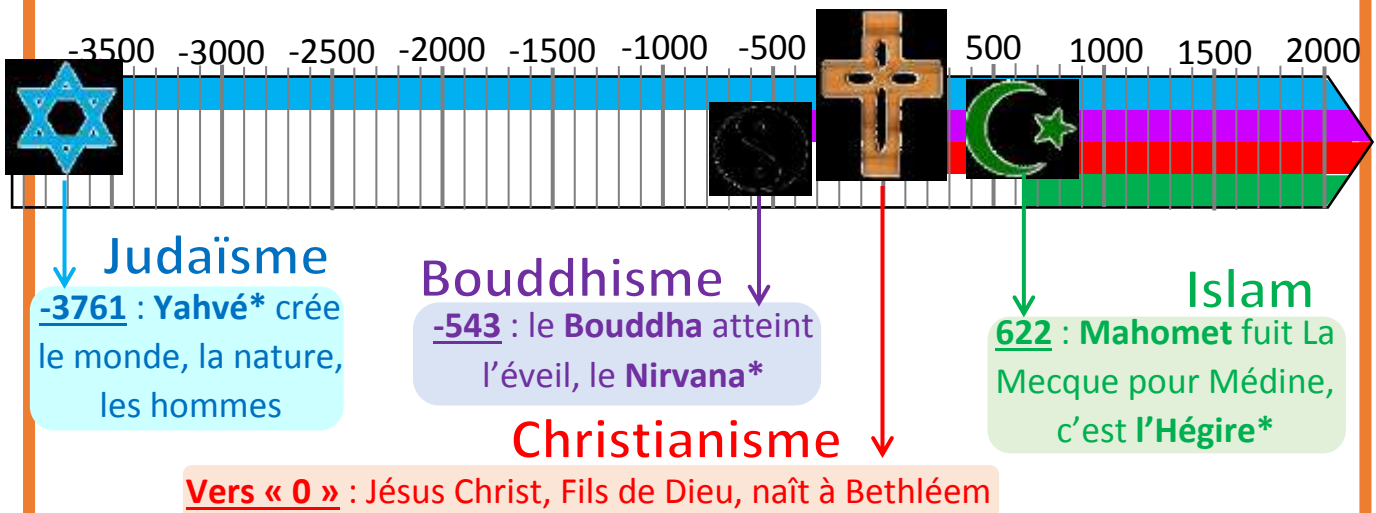 -3500 -3000 -2500 -2000 -1500 -1000 -500 500 1000 1500 2000
Judaïsme
-3761 : Yahvé* crée
le monde, la nature,
les hommes
Bouddhisme
-543 : le Bouddha atteint
l’éveil, le Nirvana*
Islam
622 : Mahomet fuit La
Mecque pour Médine,
c’est l’Hégire*
Christianisme
Vers « 0 » : Jésus Christ, Fils de Dieu, naît à Bethléem